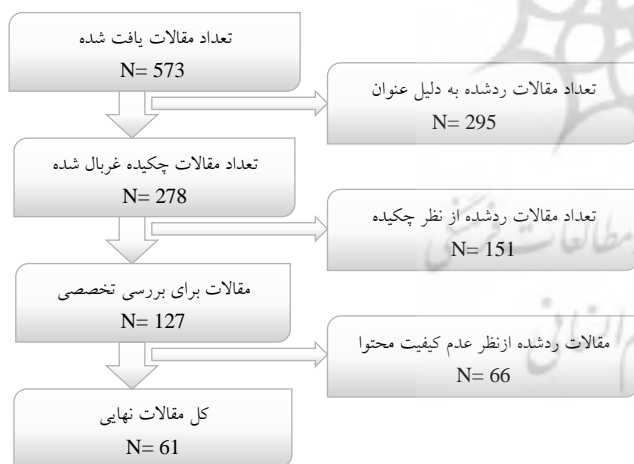 تعداد مقالات یافت شده
N= 573
تعداد مقالات ردشده به دلیل عنوان
N= 295
تعداد مقالات چکیده غربال شده
N= 278
تعداد مقالات ردشده از نظر چکیده
N= 151
مقالات برای بررسی تخصصی
N= 127
مقالات ردشده ازنظر عدم کیفیت محتوا
N= 66
کل مقالات نهایی
N= 61
مطالعات فرهنگی